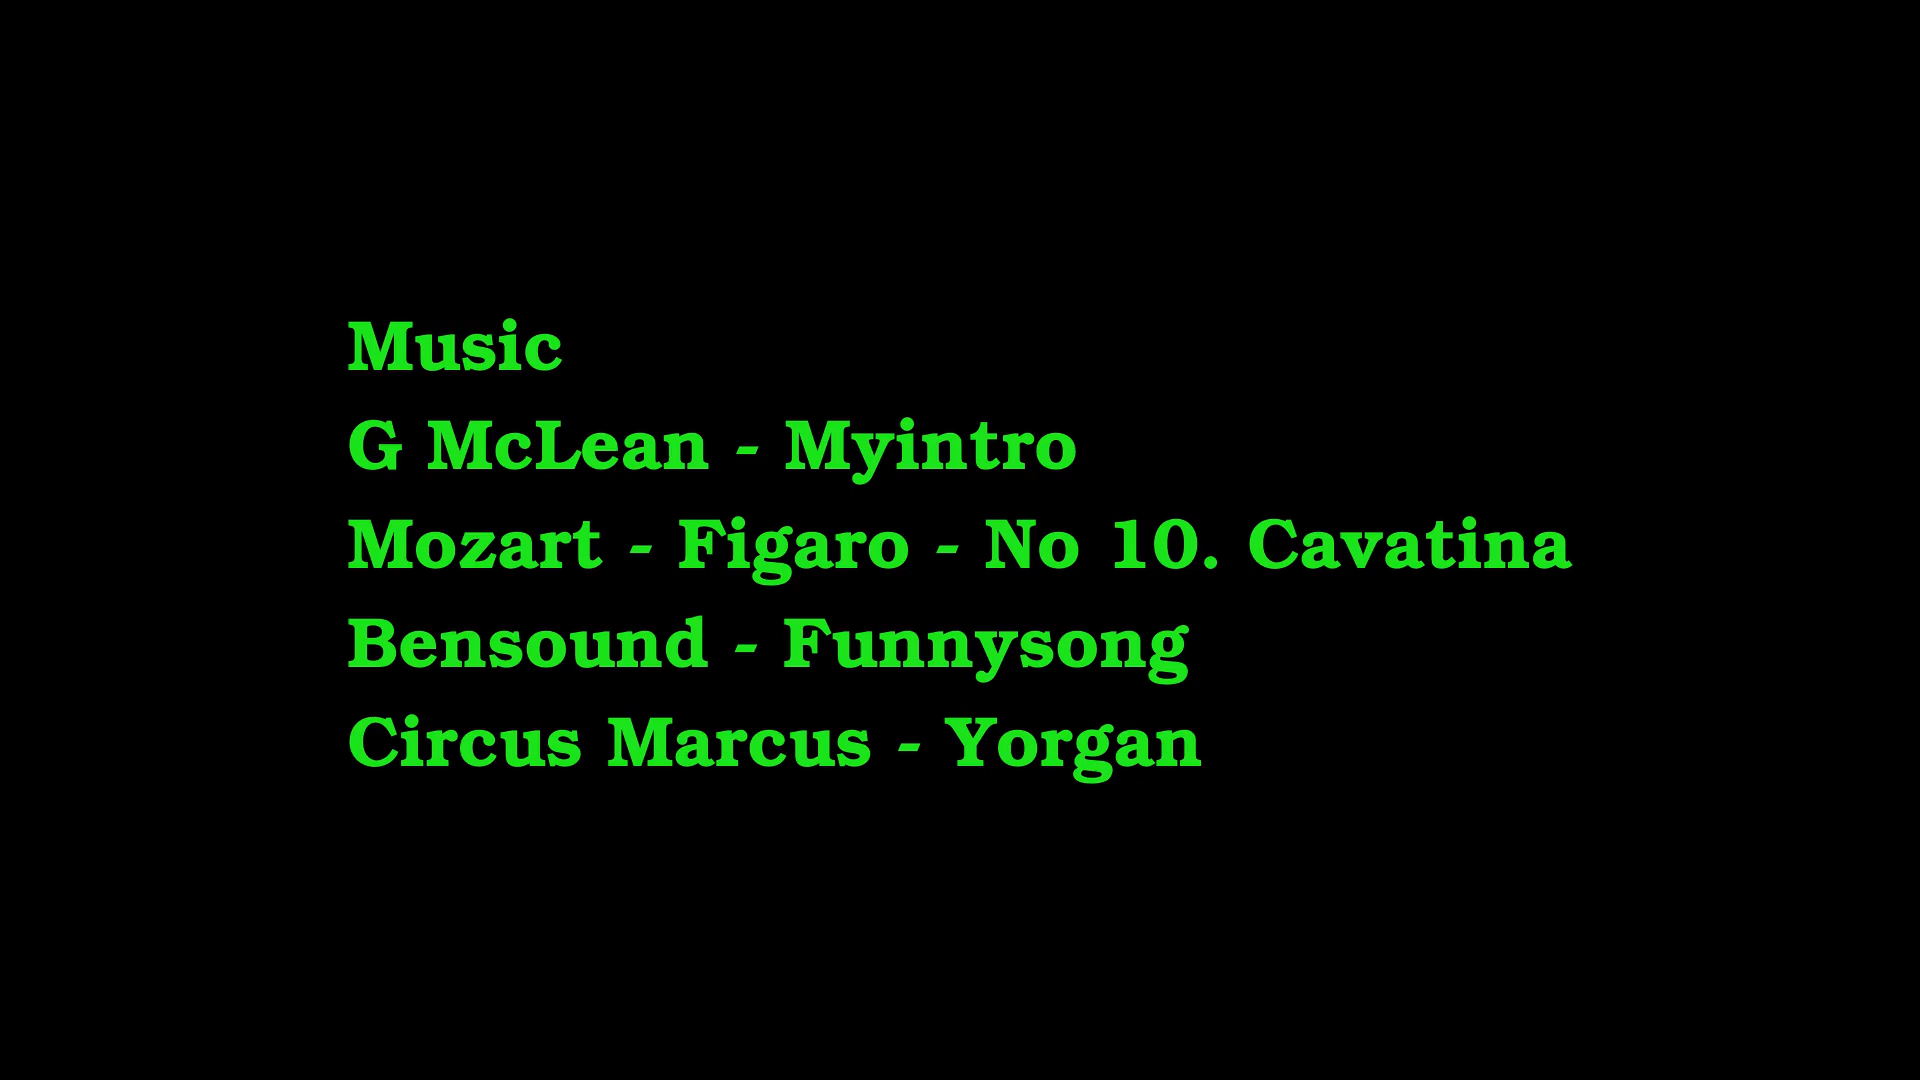 Music
G McLean - Myintro
Mozart - Figaro - No 10. Cavatina
Bensound - Funnysong
Circus Marcus - Yorgan